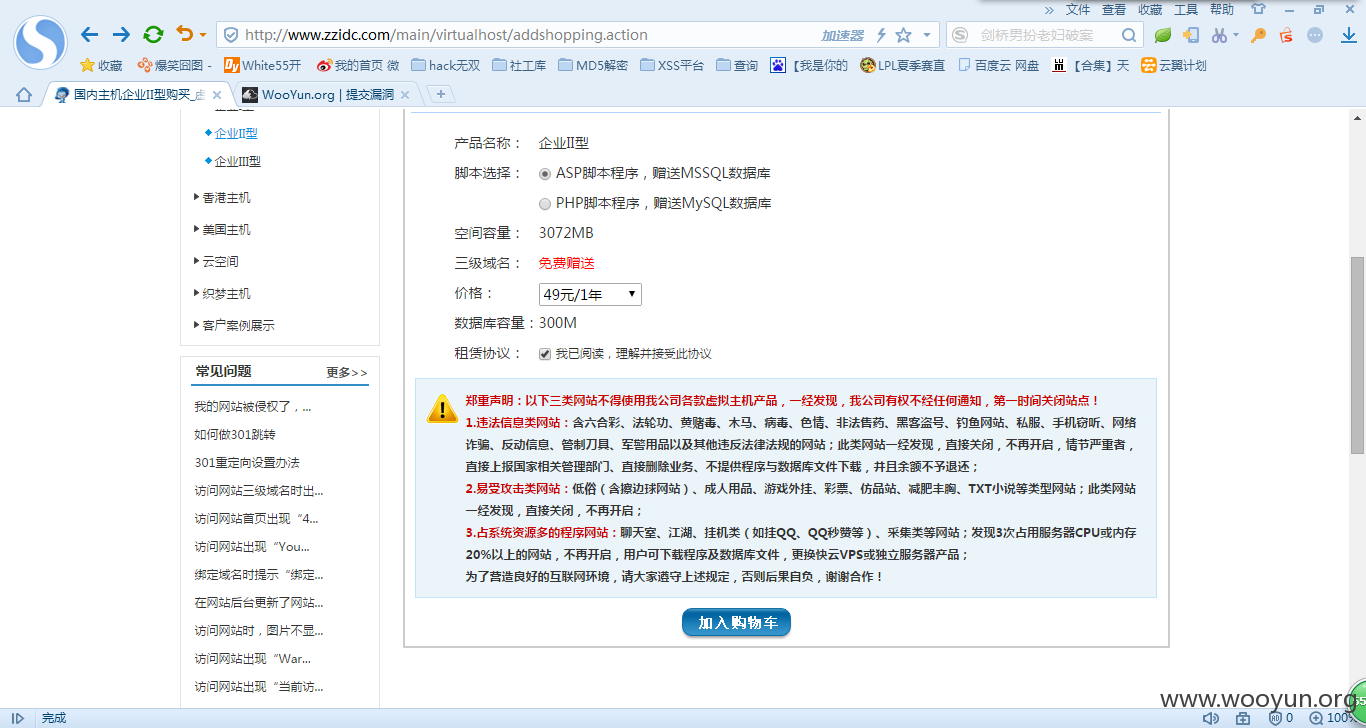 » 文件 查看 收藏 工具 帮助
http://www.zzidc.com/main/virtualhost/addshopping.action 加速器 剑桥男扮老妇破案
收藏 爆笑囧图 - Dy White55开 我的首页 微 hack无双 社工库 MD5解密 XSS平台 查询 【我是你的 LPL夏季赛直 百度云 网盘 【合集】天 云翼计划
国内主机企业II型购买_虚 WooYun.org | 提交漏洞
企业II型
企业III型
香港主机
美国主机
云空间
织梦主机
客户案例展示
常见问题 更多>>
我的网站被侵权了，...
如何做301跳转
301重定向设置办法
访问网站三级域名时出...
访问网站首页出现“4...
访问网站出现“You...
绑定域名时提示“绑定...
在网站后台更新了网站...
访问网站时，图片不显...
访问网站出现“War...
访问网站出现“当前访...
产品名称： 企业II型
脚本选择： ASP脚本程序，赠送MSSQL数据库
PHP脚本程序，赠送MySQL数据库
空间容量： 3072MB
三级域名： 免费赠送
价格： 49元/1年
数据库容量：300M
租赁协议： 我已阅读，理解并接受此协议
郑重声明：以下三类网站不得使用我公司各款虚拟主机产品，一经发现，我公司有权不经任何通知，第一时间关闭站点！
1.违法信息类网站：含六合彩、法轮功、黄赌毒、木马、病毒、色情、非法售药、黑客盗号、钓鱼网站、私服、手机窃听、网络
诈骗、反动信息、管制刀具、军警用品以及其他违反法律法规的网站；此类网站一经发现，直接关闭，不再开启，情节严重者，
直接上报国家相关管理部门、直接删除业务、不提供程序与数据库文件下载，并且余额不予退还；
2.易受攻击类网站：低俗（含擦边球网站）、成人用品、游戏外挂、彩票、仿品站、减肥丰胸、TXT小说等类型网站；此类网站
一经发现，直接关闭，不再开启；
3.占系统资源多的程序网站：聊天室、江湖、挂机类（如挂QQ、QQ秒赞等）、采集类等网站；发现3次占用服务器CPU或内存
20%以上的网站，不再开启，用户可下载程序及数据库文件，更换快云VPS或独立服务器产品；
为了营造良好的互联网环境，请大家遵守上述规定，否则后果自负，谢谢合作！
加入购物车
www.wooyun.org
完成 0 100%